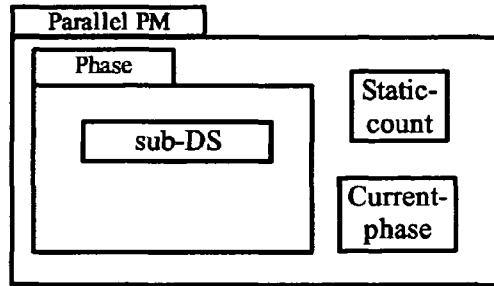 Parallel PM
Phase
sub-DS
Static-
count
Current-
phase